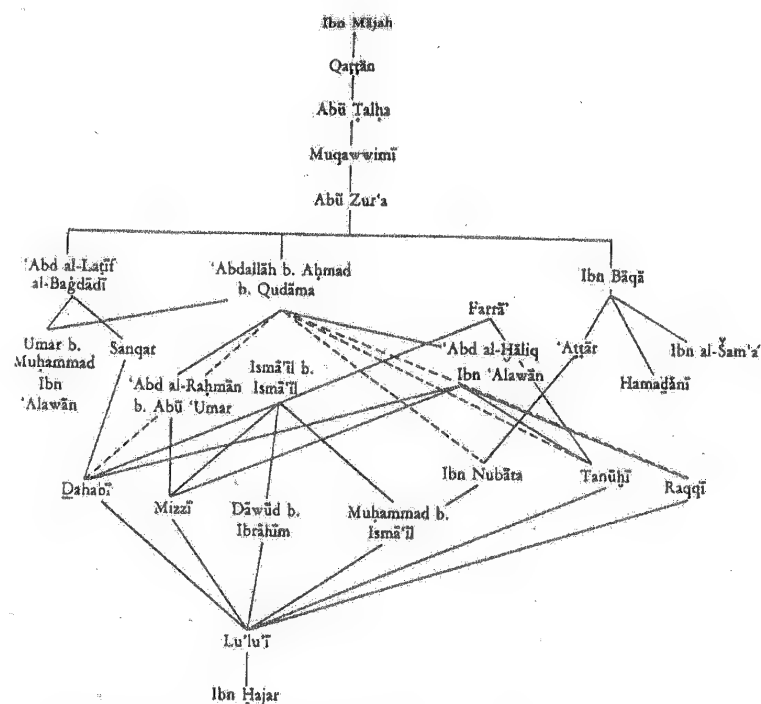 Ibn Mājah
Qaṭṭān
Abū Ṭalḥa
Muqawwimī
Abū Zur'a
'Abd al-Laṭīf
al-Baġdādī
'Abdallāh b. Aḥmad
b. Qudāma
Ibn Bāqā
Farrā'
Umar b.
Muḥammad
Ibn
'Alawān
Sanqar
'Abd al-Raḥmān
b. Abū 'Umar
Ismā'īl b.
Ismā'īl
'Abd al-Ḫāliq
Ibn 'Alawān
'Aṭṭār
Hamaḏānī
Ibn al-Šam'a'
Ḏahabī
Mizzī
Dāwūd b.
Ibrāhīm
Muḥammad b.
Ismā'īl
Ibn Nubāta
Tanūḫī
Raqqī
Lu'lu'ī
Ibn Ḥajar